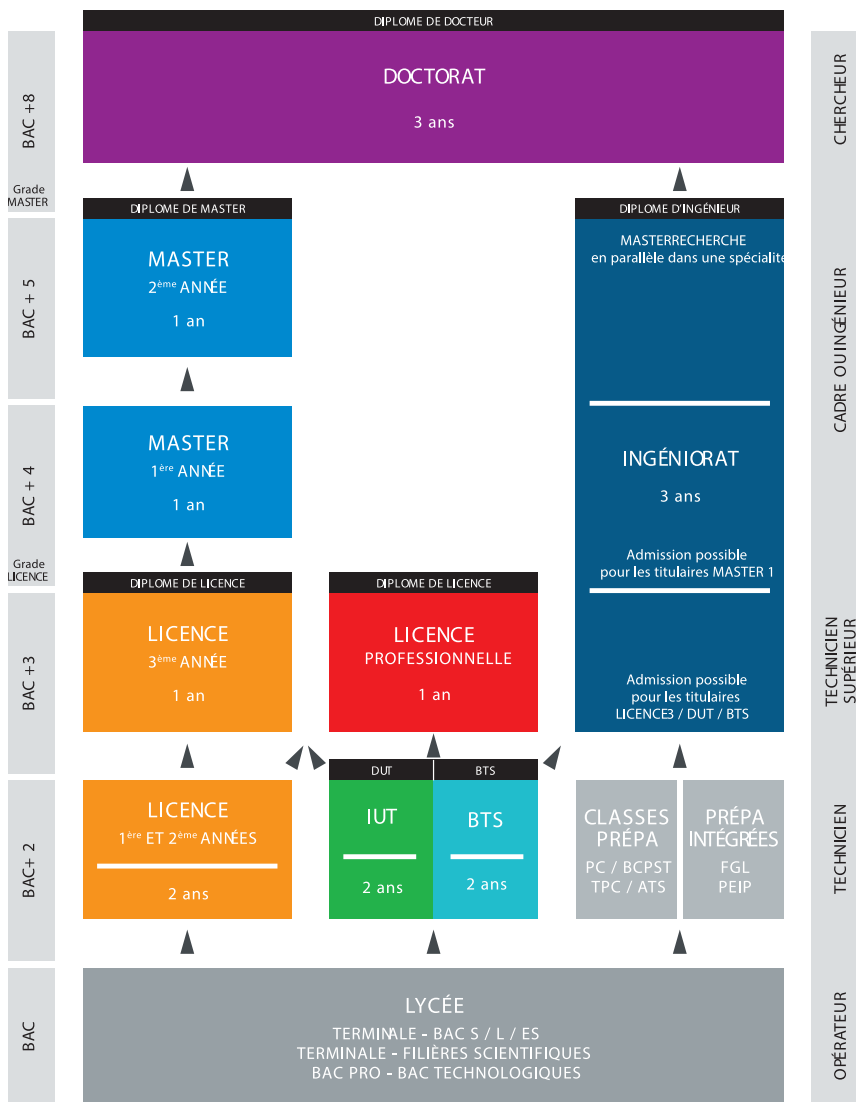 DIPLOME DE DOCTEUR
DOCTORAT
3 ans
BAC +8
CHERCHEUR
Grade
MASTER
DIPLOME DE MASTER
DIPLOME D'INGÉNIEUR
MASTER
2ème ANNÉE
1 an
MASTERRECHERCHE
en parallèle dans une spécialité
BAC + 5
CADRE OUINGÉNIEUR
MASTER
1ère ANNÉE
1 an
INGÉNIORAT
3 ans
Admission possible
pour les titulaires MASTER 1
BAC + 4
Grade
LICENCE
DIPLOME DE LICENCE
DIPLOME DE LICENCE
LICENCE
3ème ANNÉE
1 an
LICENCE
PROFESSIONNELLE
1 an
Admission possible
pour les titulaires
LICENCE3 / DUT / BTS
BAC +3
TECHNICIEN
SUPÉRIEUR
DUT
BTS
LICENCE
1ère ET 2ème ANNÉES
2 ans
IUT
2 ans
BTS
2 ans
CLASSES
PRÉPA
PC / BCPST
TPC / ATS
PRÉPA
INTÉGRÉES
FGL
PEIP
BAC+ 2
TECHNICIEN
LYCÉE
TERMINALE - BAC S / L / ES
TERMINALE - FILIÈRES SCIENTIFIQUES
BAC PRO - BAC TECHNOLOGIQUES
BAC
OPÉRATEUR